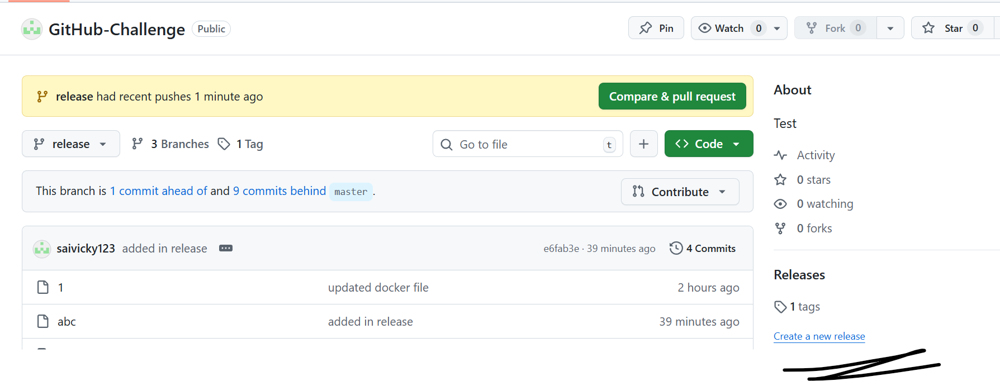 GitHub-Challenge Public Pin Watch 0 Fork 0 Star 0
release had recent pushes 1 minute ago Compare & pull request
release 3 Branches 1 Tag Go to file t + <> Code
This branch is 1 commit ahead of and 9 commits behind master .
Contribute
saivicky123 added in release e6fab3e · 39 minutes ago 4 Commits
1 updated docker file 2 hours ago
abc added in release 39 minutes ago
About
Test
Activity
0 stars
0 watching
0 forks
Releases
1 tags
Create a new release